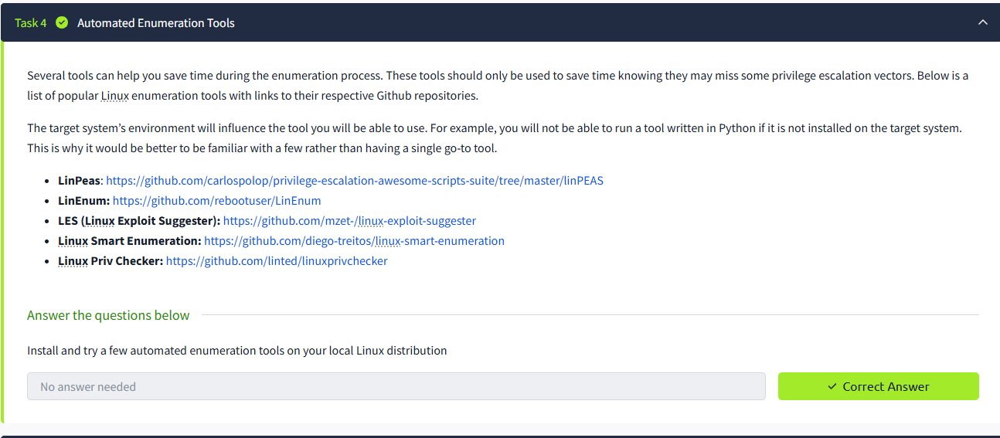 Task 4 Automated Enumeration Tools
Several tools can help you save time during the enumeration process. These tools should only be used to save time knowing they may miss some privilege escalation vectors. Below is a
list of popular Linux enumeration tools with links to their respective Github repositories.
The target system’s environment will influence the tool you will be able to use. For example, you will not be able to run a tool written in Python if it is not installed on the target system.
This is why it would be better to be familiar with a few rather than having a single go-to tool.
• LinPeas: https://github.com/carlospolop/privilege-escalation-awesome-scripts-suite/tree/master/linPEAS
• LinEnum: https://github.com/rebootuser/LinEnum
• LES (Linux Exploit Suggester): https://github.com/mzet-/linux-exploit-suggester
• Linux Smart Enumeration: https://github.com/diego-treitos/linux-smart-enumeration
• Linux Priv Checker: https://github.com/linted/linuxprivchecker
Answer the questions below
Install and try a few automated enumeration tools on your local Linux distribution
No answer needed
Correct Answer